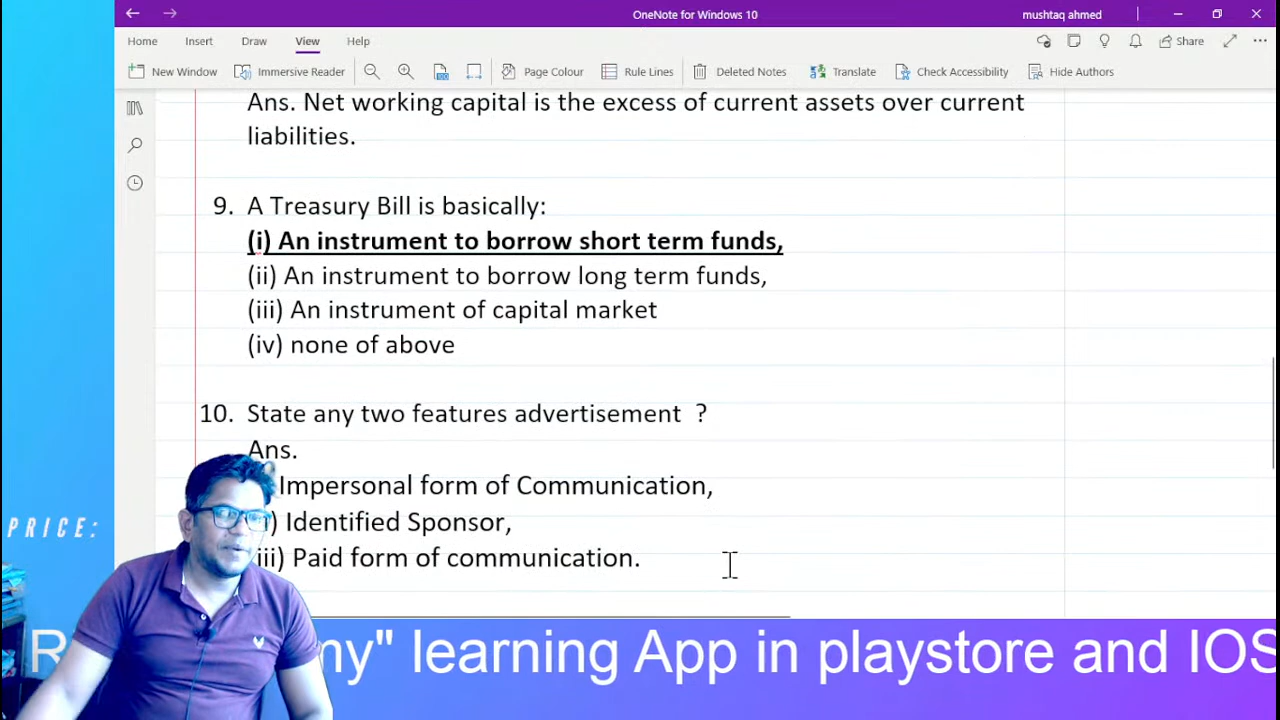 OneNote for Windows 10
mushtaq ahmed
Home Insert Draw View Help
Share
New Window Immersive Reader Page Colour Rule Lines Deleted Notes Translate Check Accessibility Hide Authors
Ans. Net working capital is the excess of current assets over current
liabilities.
9. A Treasury Bill is basically:
(i) An instrument to borrow short term funds,
(ii) An instrument to borrow long term funds,
(iii) An instrument of capital market
(iv) none of above
10. State any two features advertisement ?
Ans.
Impersonal form of Communication,
) Identified Sponsor,
iii) Paid form of communication.
PRICE:
learning App in playstore and IOS